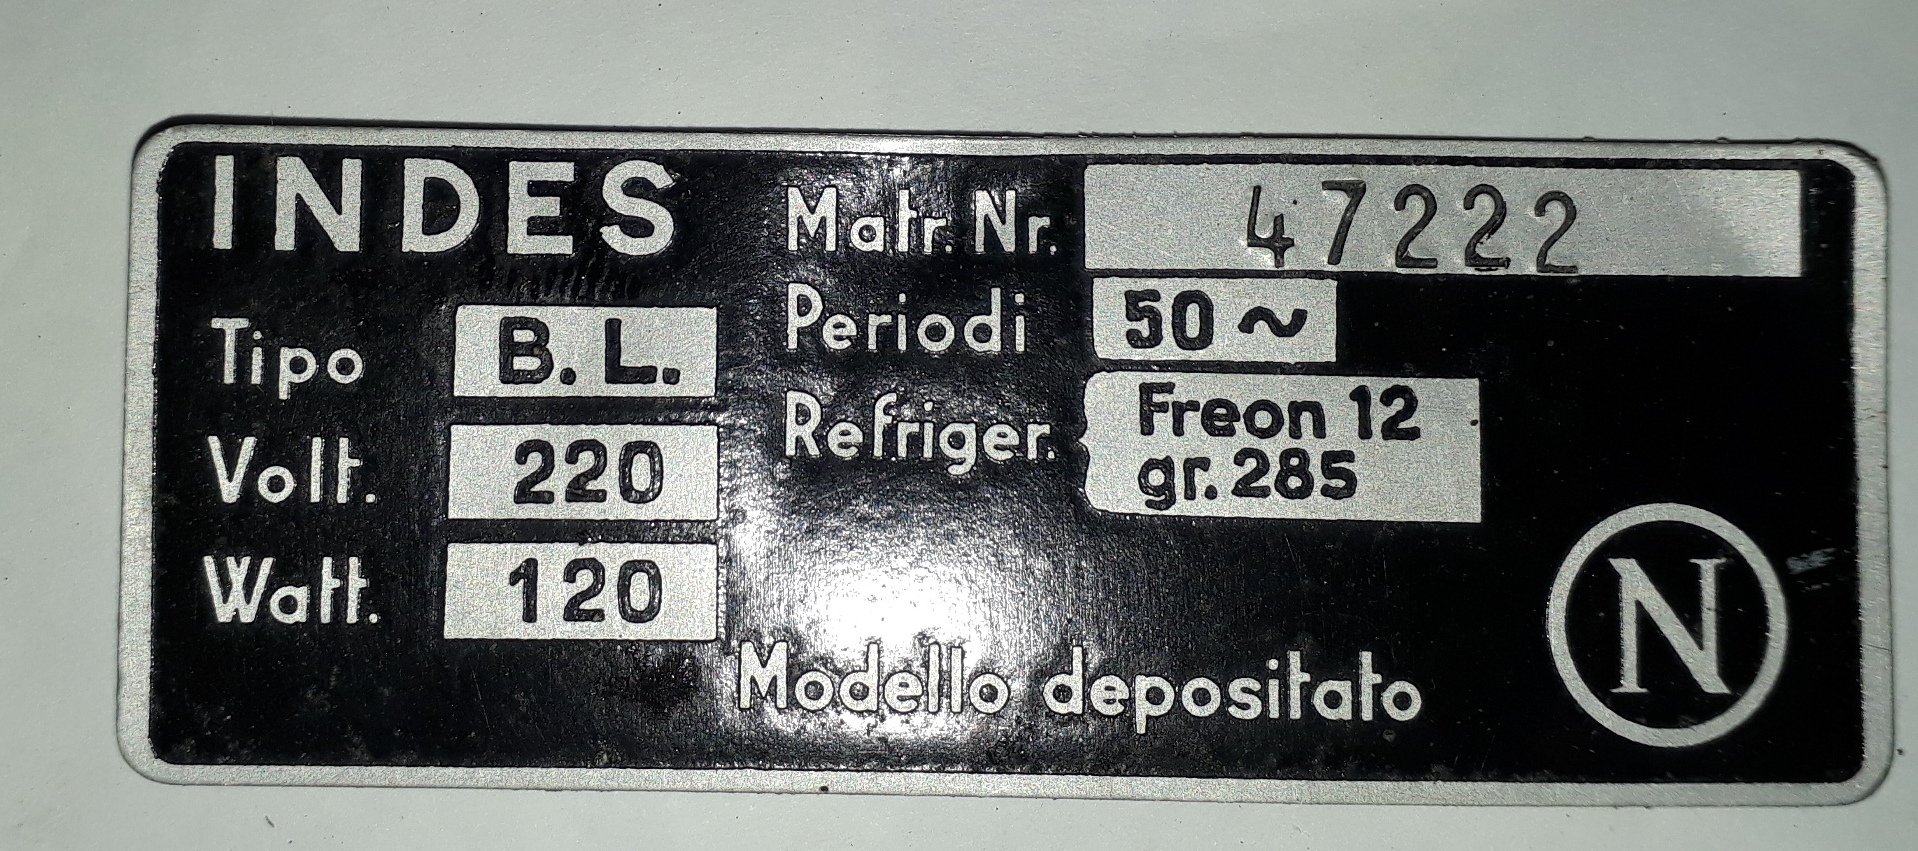 INDES
Tipo B. L.
Volt. 220
Watt. 120
Matr. Nr. 47222
Periodi 50 ~
Refriger. Freon 12
gr. 285
Modello depositato
N